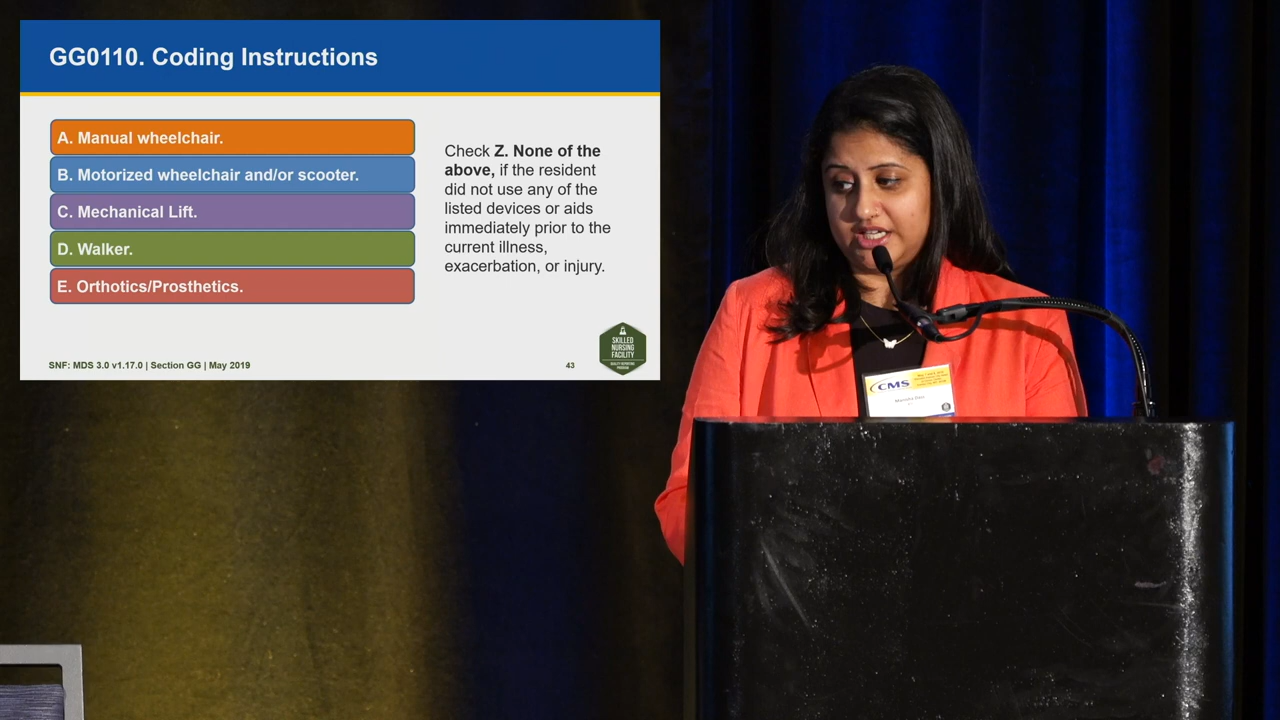 GG0110. Coding Instructions
A. Manual wheelchair.
B. Motorized wheelchair and/or scooter.
C. Mechanical Lift.
D. Walker.
E. Orthotics/Prosthetics.
Check Z. None of the
above, if the resident
did not use any of the
listed devices or aids
immediately prior to the
current illness,
exacerbation, or injury.
SNF: MDS 3.0 v1.17.0 | Section GG | May 2019
43
SKILLED
NURSING
FACILITY
CMS